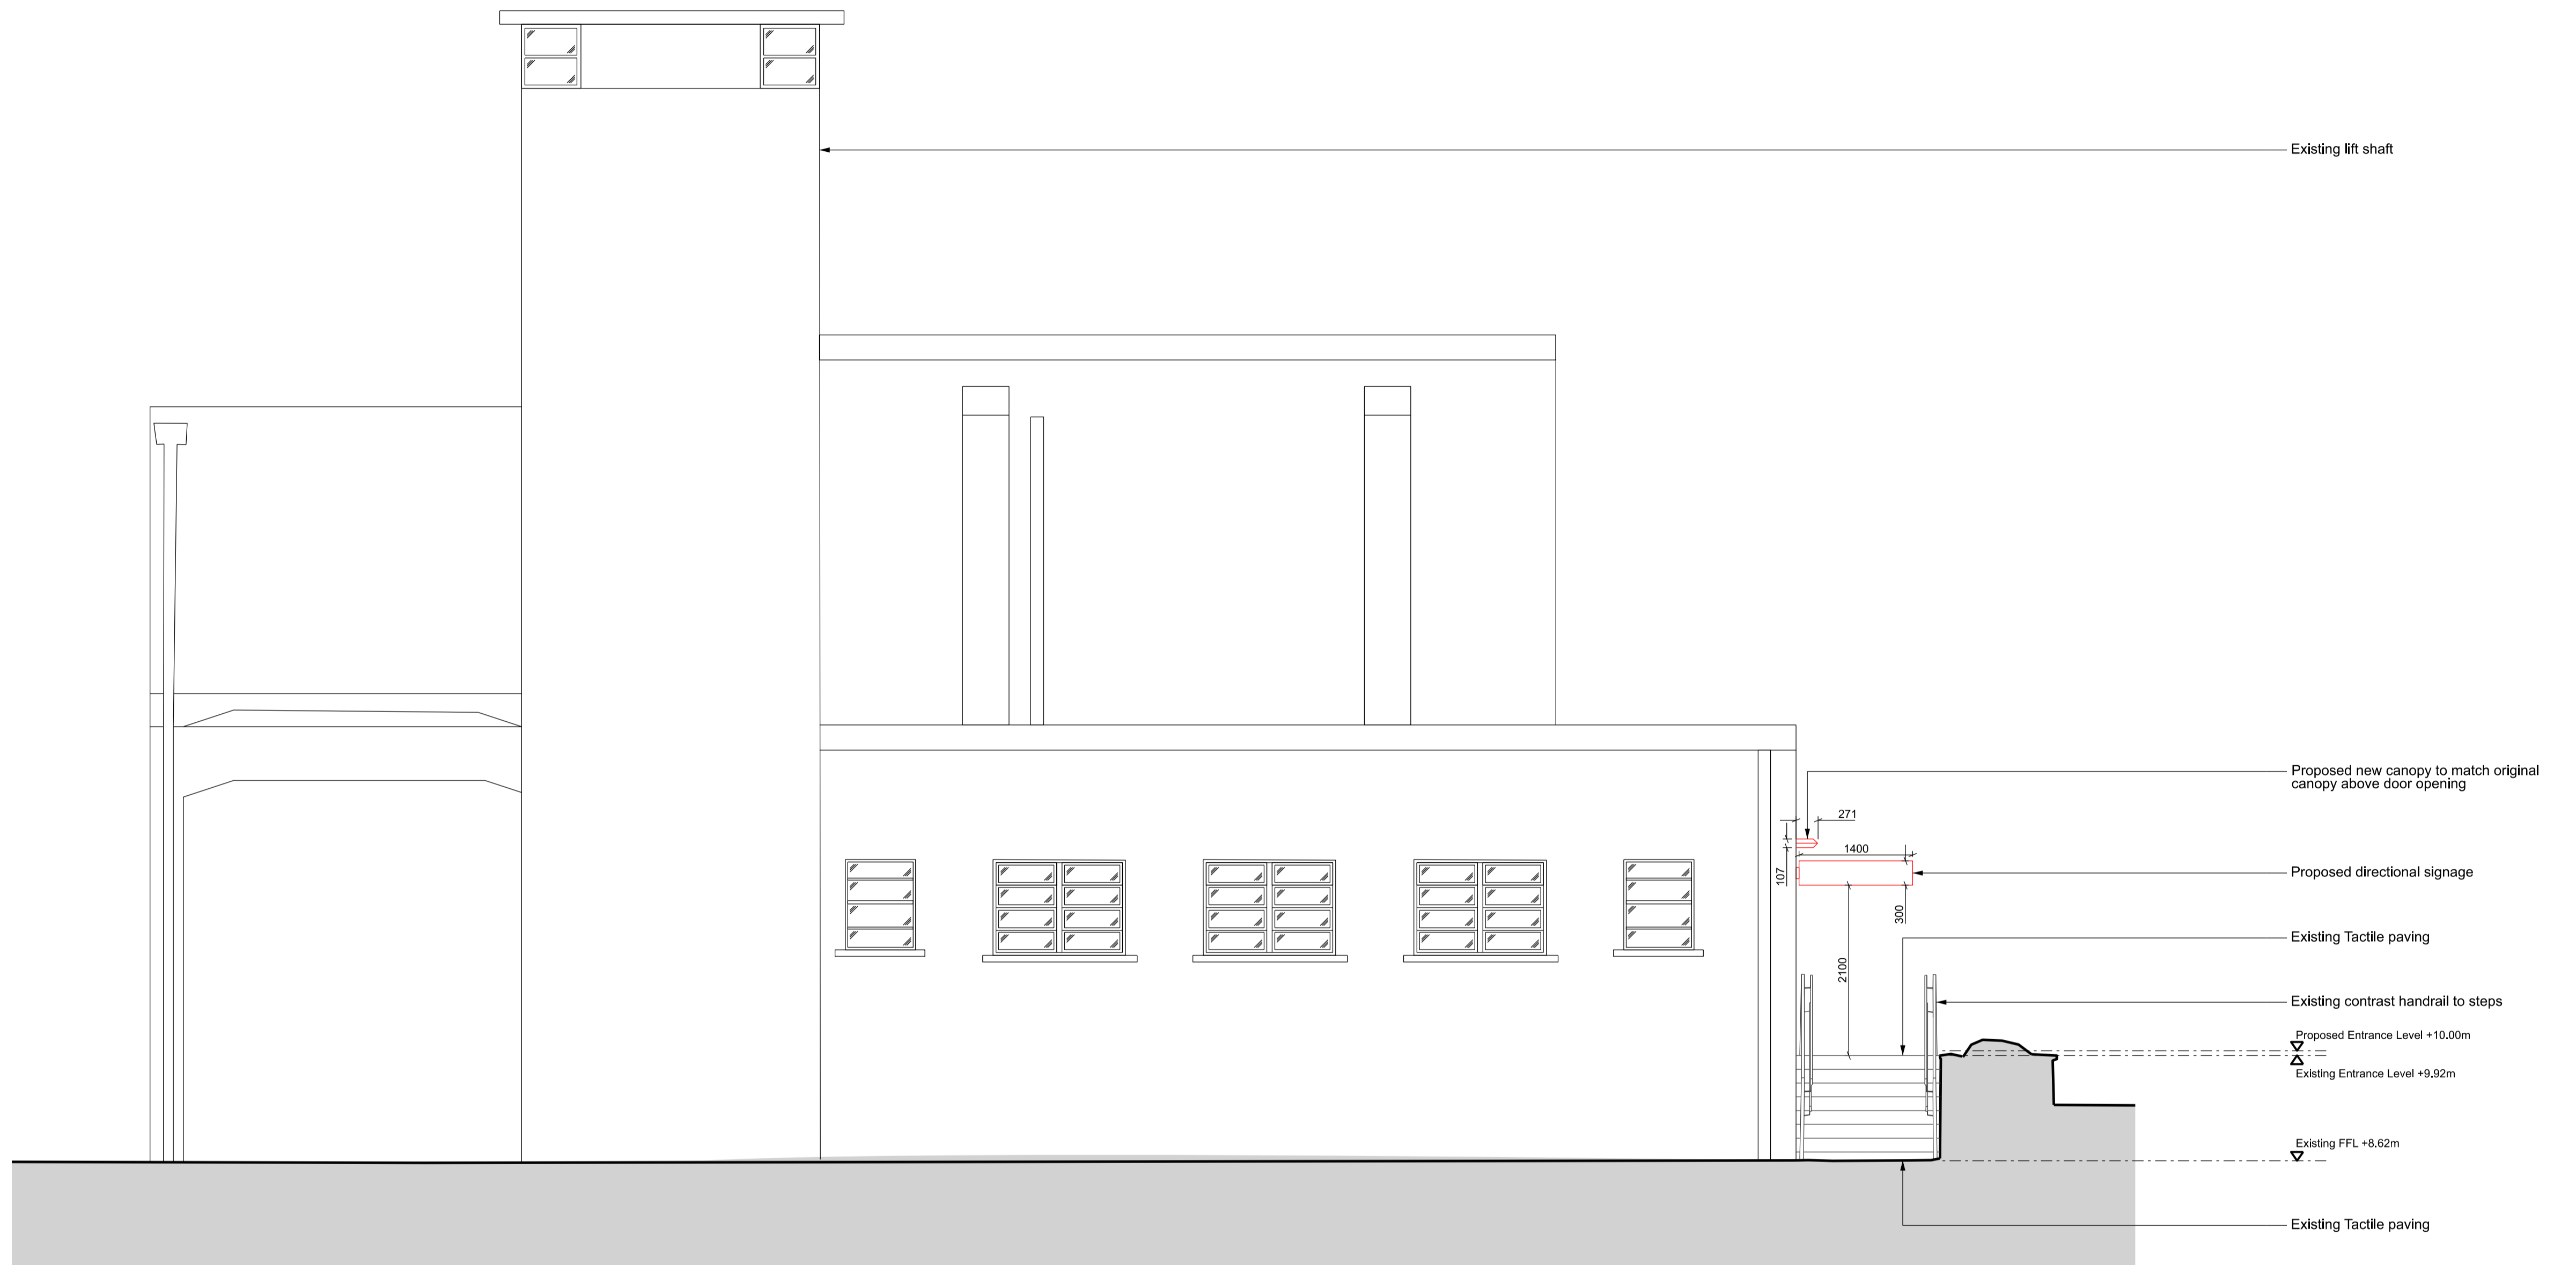 Existing lift shaft
Proposed new canopy to match original
canopy above door opening
271
107
1400
Proposed directional signage
300
Existing Tactile paving
2100
Existing contrast handrail to steps
Proposed Entrance Level +10.00m
Existing Entrance Level +9.92m
Existing FFL +8.62m
Existing Tactile paving